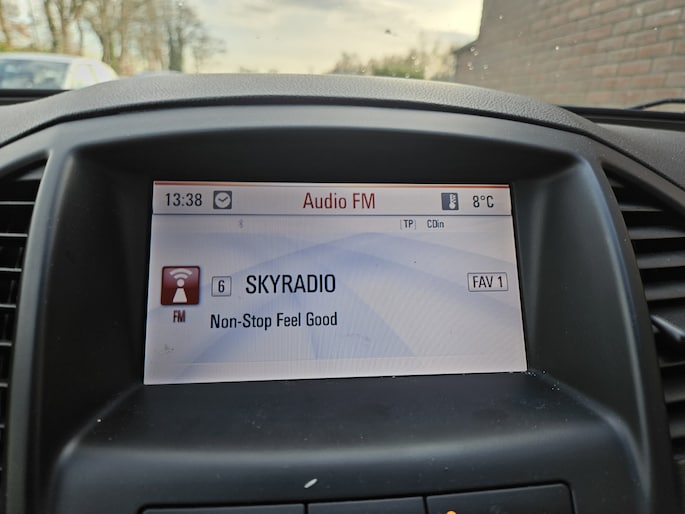 13:38 Audio FM 8°C
[TP] CDin
6 SKYRADIO FAV 1
FM
Non-Stop Feel Good